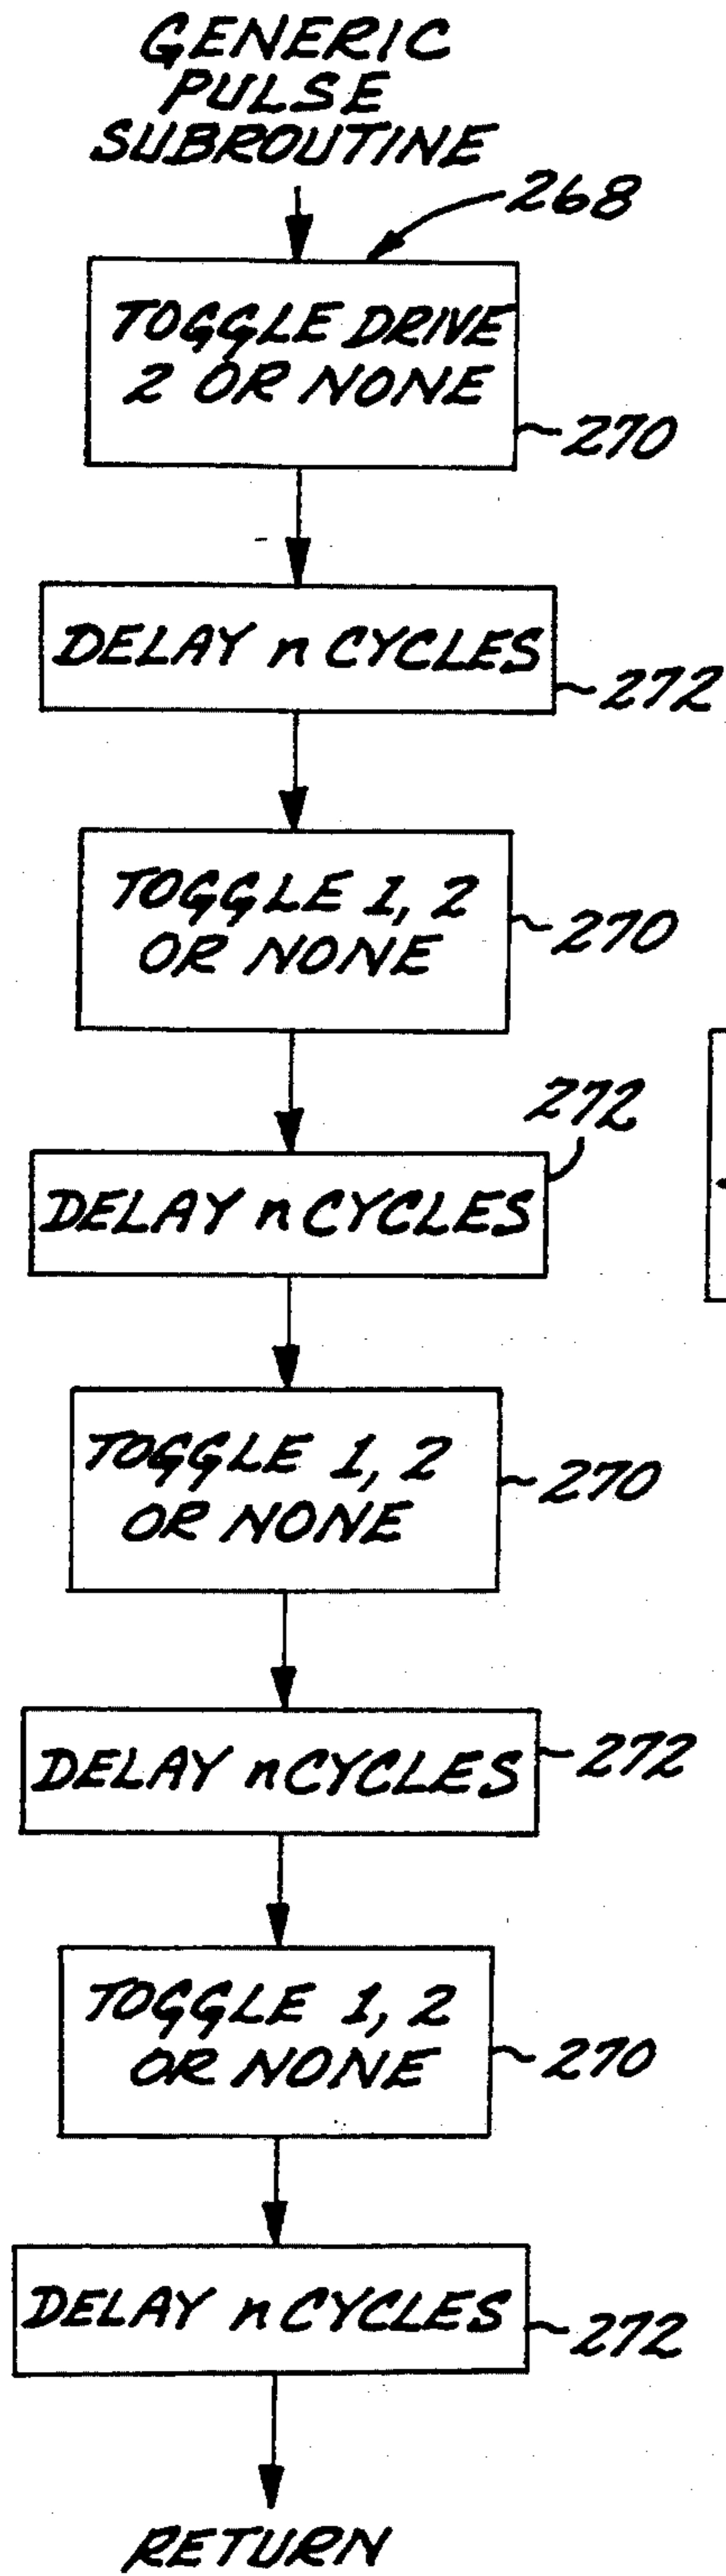 GENERIC
PULSE
SUBROUTINE
268
TOGGLE DRIVE
2 OR NONE
270
DELAY n CYCLES
272
TOGGLE 1, 2
OR NONE
270
272
DELAY n CYCLES
TOGGLE 1, 2
OR NONE
270
DELAY n CYCLES
272
TOGGLE 1, 2
OR NONE
270
DELAY n CYCLES
272
RETURN